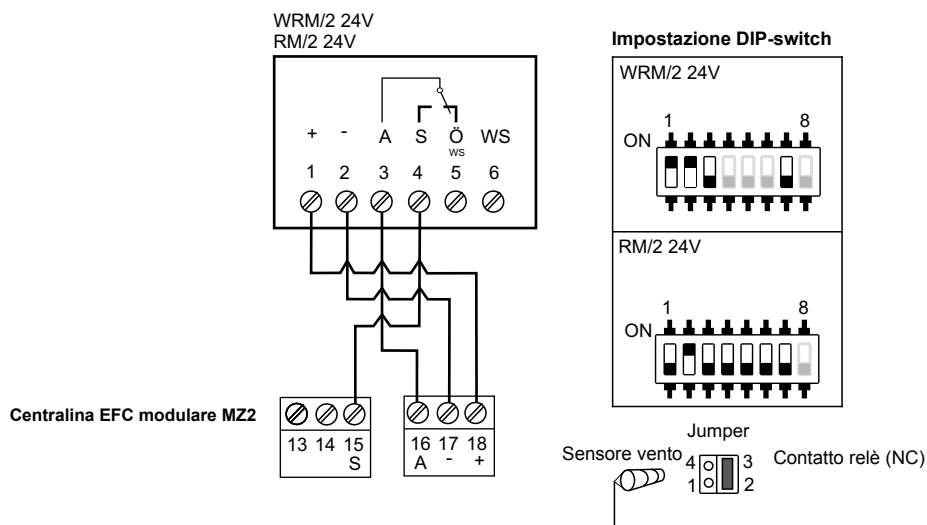 WRM/2 24V
RM/2 24V
+ - A S Ö WS
ws
1 2 3 4 5 6
Centralina EFC modulare MZ2
13 14 15 16 17 18
S A - +
Impostazione DIP-switch
WRM/2 24V
1 8
ON
RM/2 24V
1 8
ON
Jumper
Sensore vento 4 3 Contatto relè (NC)
1 2